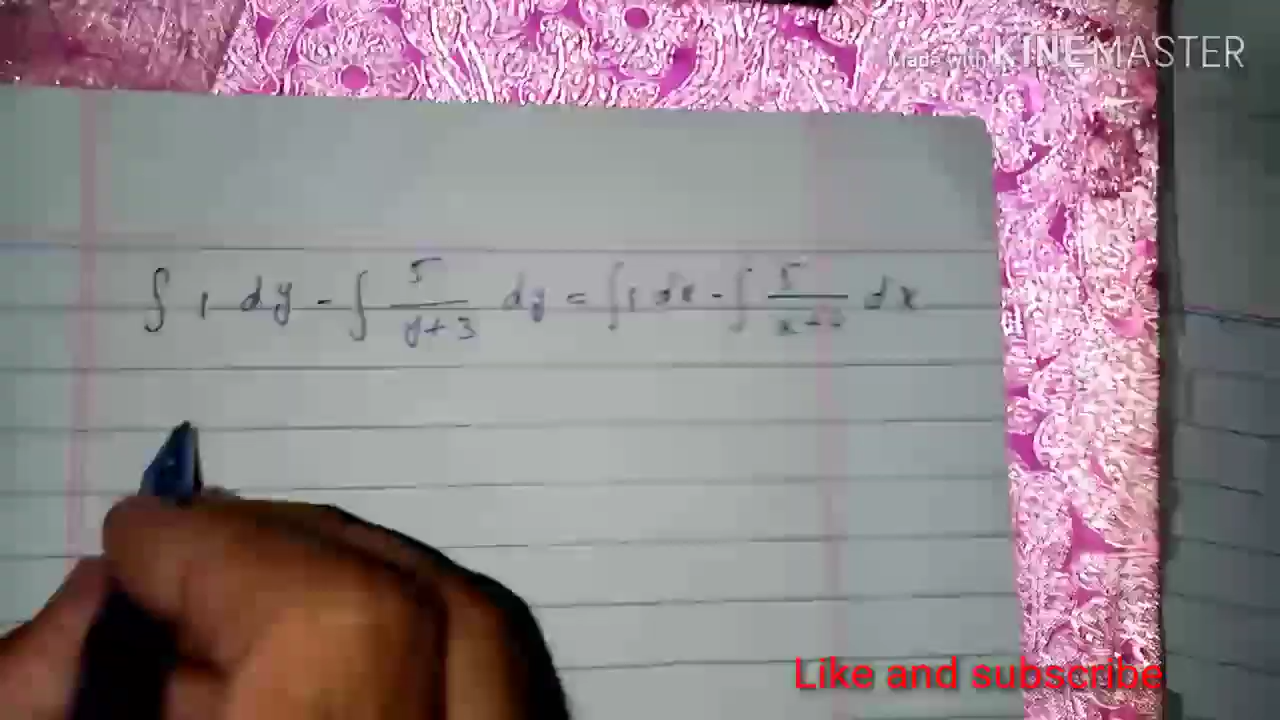 Made with KINEMASTER
∫ 1 dy - ∫ 5/(y+3) dy = ∫ 1 dx - ∫ 5/(x+ dx
Like and subscribe